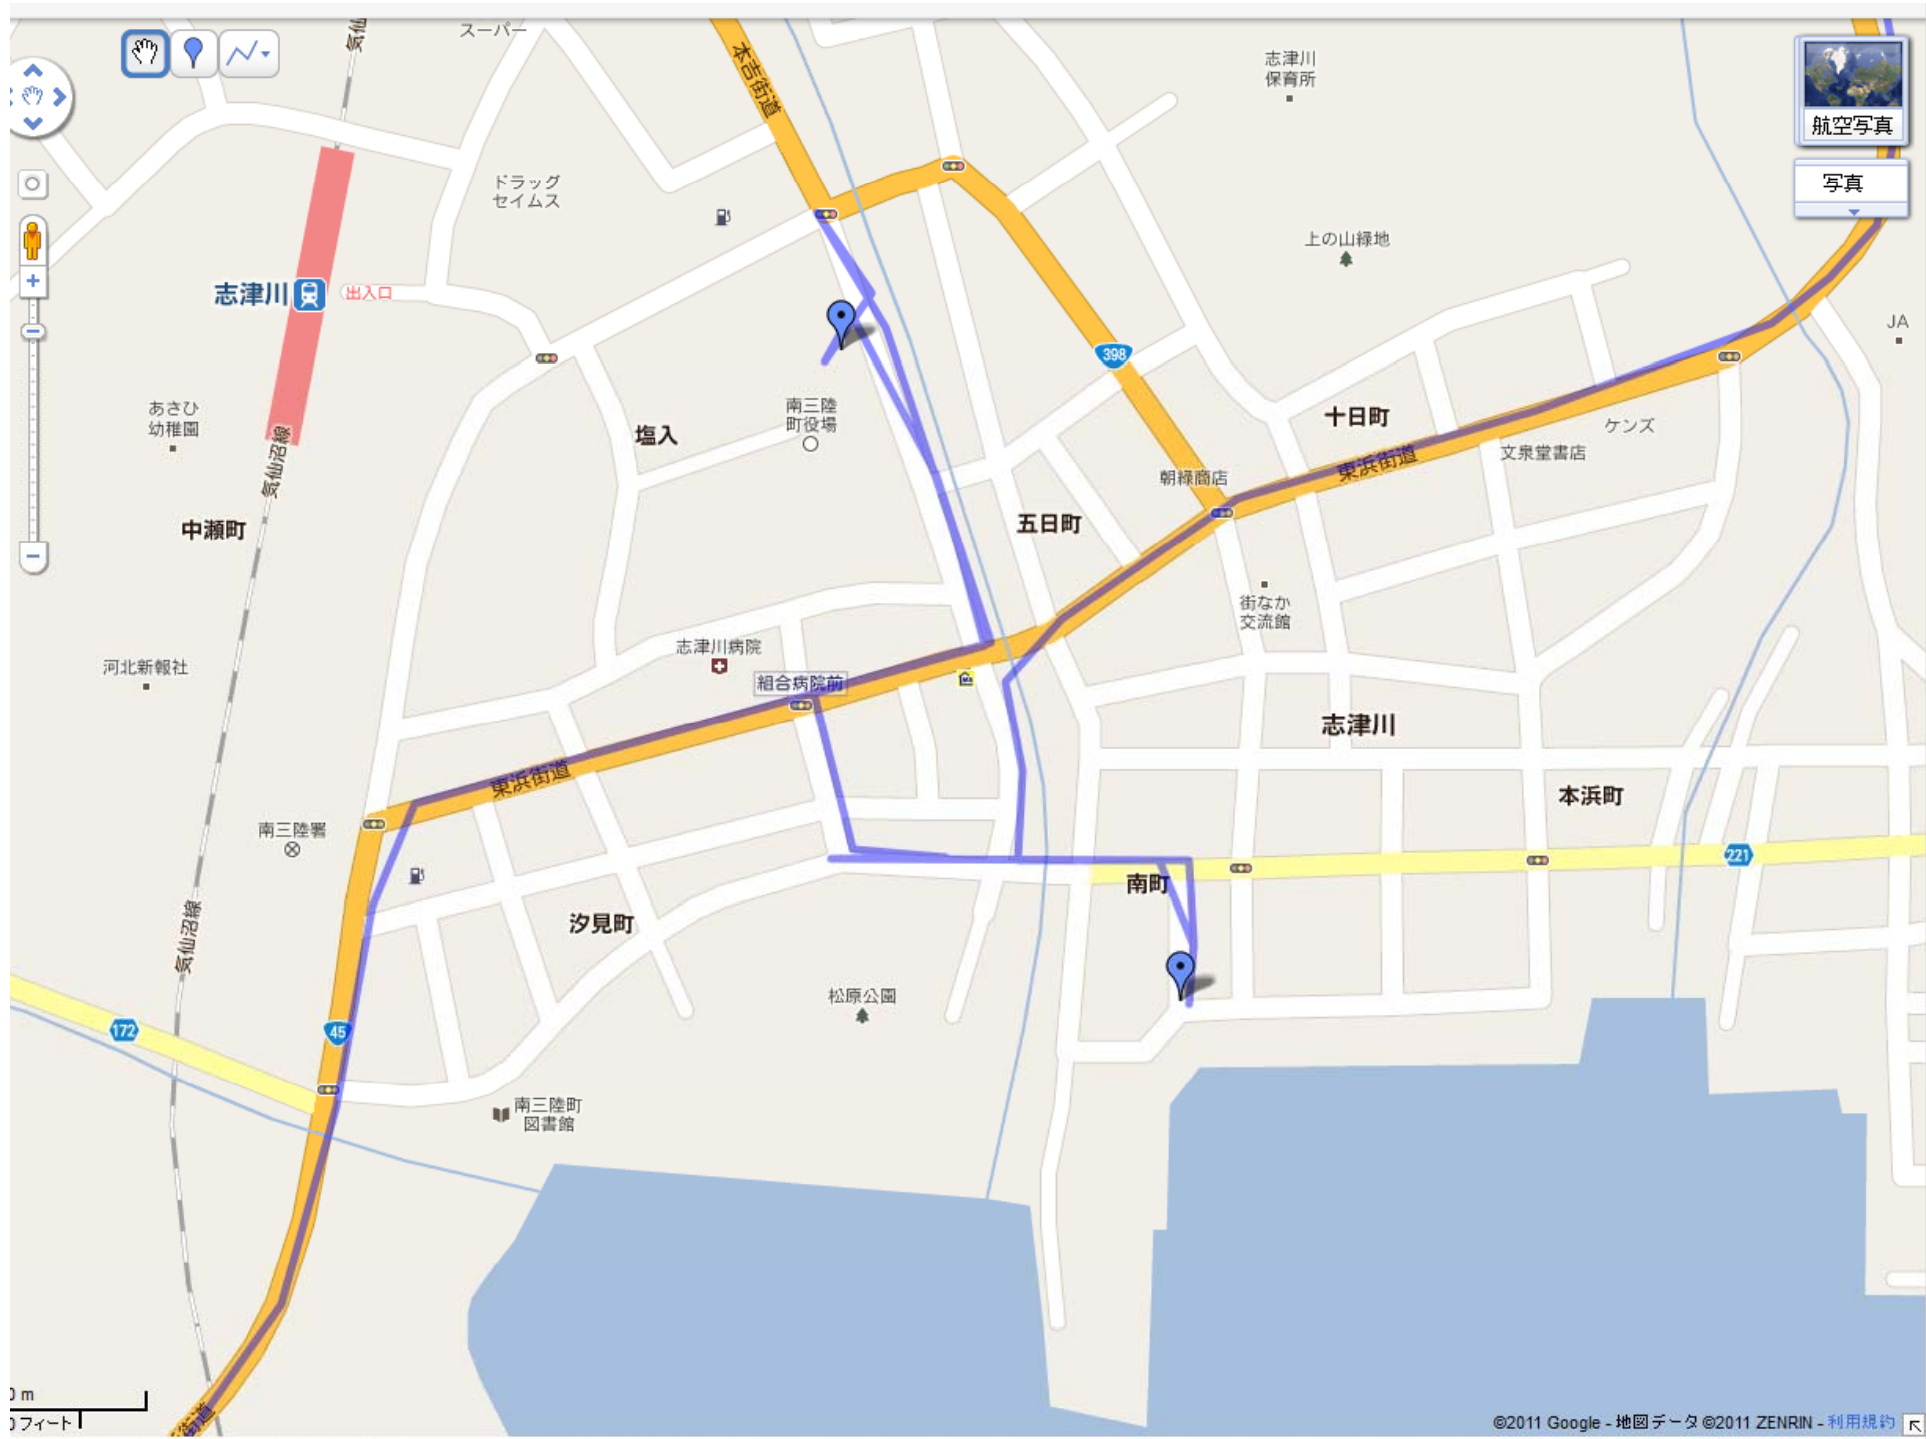 スーパー
気仙
本吉街道
志津川
保育所
航空写真
写真
ドラッグ
セイムス
上の山緑地
志津川
出入口
JA
398
あさひ
幼稚園
南三陸
町役場
塩入
十日町
ケンズ
東浜街道
文泉堂書店
朝緑商店
気仙沼線
中瀬町
五日町
街なか
交流館
志津川病院
河北新報社
組合病院前
志津川
東浜街道
本浜町
南三陸署
221
南町
汐見町
気仙沼線
松原公園
172
45
南三陸町
図書館
0 m
0 フィート
街道
©2011 Google - 地図データ ©2011 ZENRIN - 利用規約